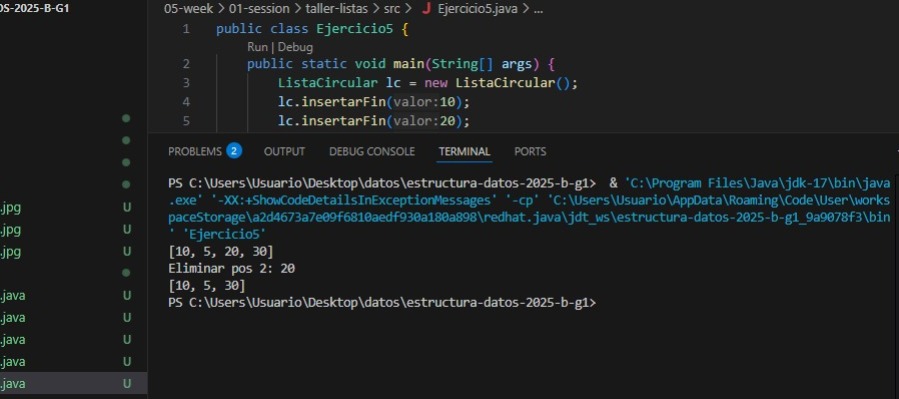 OS-2025-B-G1
05-week > 01-session > taller-listas > src > J Ejercicio5.java > ...
1 public class Ejercicio5 {
Run | Debug
2 public static void main(String[] args) {
3 ListaCircular lc = new ListaCircular();
4 lc.insertarFin(valor:10);
5 lc.insertarFin(valor:20);
PROBLEMS 2 OUTPUT DEBUG CONSOLE TERMINAL PORTS
PS C:\Users\Usuario\Desktop\datos\estructura-datos-2025-b-g1> & 'C:\Program Files\Java\jdk-17\bin\java
.exe' '-XX:+ShowCodeDetailsInExceptionMessages' '-cp' 'C:\Users\Usuario\AppData\Roaming\Code\User\works
paceStorage\a2d4673a7e09f6810aedf930a180a898\redhat.java\jdt_ws\estructura-datos-2025-b-g1_9a9078f3\bin
' 'Ejercicio5'
[10, 5, 20, 30]
Eliminar pos 2: 20
[10, 5, 30]
PS C:\Users\Usuario\Desktop\datos\estructura-datos-2025-b-g1>
.jpg U
.jpg U
.jpg U
.java U
.java U
.java U
.java U
.java U